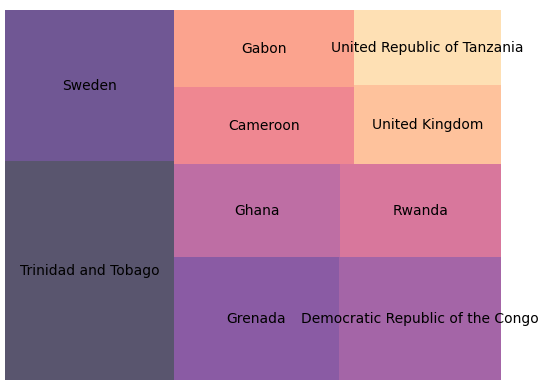 Sweden
Gabon
United Republic of Tanzania
Cameroon
United Kingdom
Trinidad and Tobago
Ghana
Rwanda
Grenada
Democratic Republic of the Congo